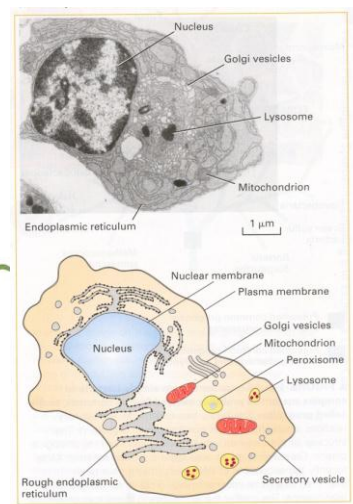 Nucleus
Golgi vesicles
Lysosome
Mitochondrion
Endoplasmic reticulum
1 μm
Nuclear membrane
Plasma membrane
Golgi vesicles
Mitochondrion
Nucleus
Peroxisome
Lysosome
Rough endoplasmic
reticulum
Secretory vesicle